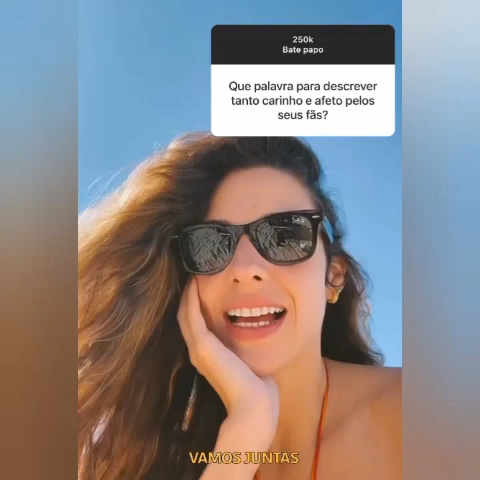 250k
Bate papo
Que palavra para descrever
tanto carinho e afeto pelos
seus fãs?
VAMOS JUNTAS